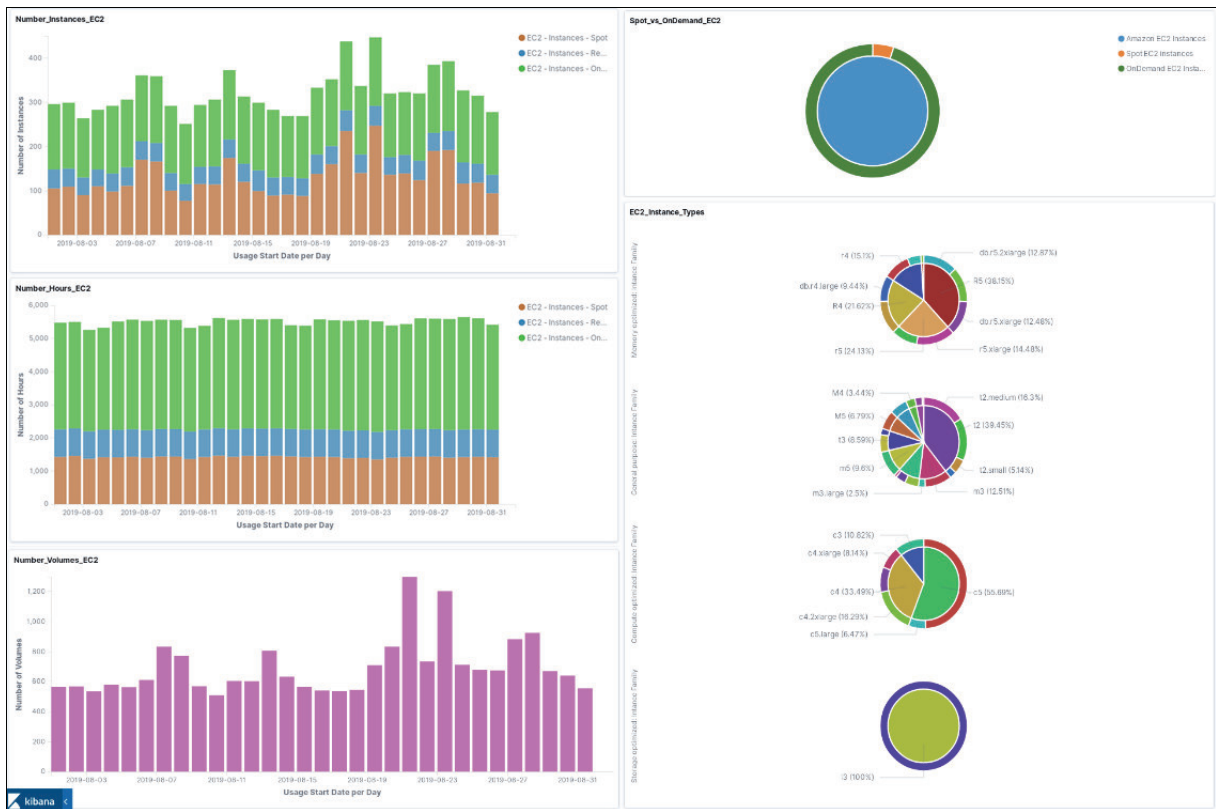 Number_Instances_EC2
400
300
200
100
0
Number of Instances
2019-08-03 2019-08-07 2019-08-11 2019-08-15 2019-08-19 2019-08-23 2019-08-27 2019-08-31
Usage Start Date per Day
EC2 - Instances - Spot
EC2 - Instances - Re...
EC2 - Instances - On...
Number_Hours_EC2
6,000
5,000
4,000
3,000
2,000
1,000
0
Number of Hours
2019-08-03 2019-08-07 2019-08-11 2019-08-15 2019-08-19 2019-08-23 2019-08-27 2019-08-31
Usage Start Date per Day
EC2 - Instances - Spot
EC2 - Instances - Re...
EC2 - Instances - On...
Number_Volumes_EC2
1,200
1,000
800
600
400
200
0
Number of Volumes
2019-08-03 2019-08-07 2019-08-11 2019-08-15 2019-08-19 2019-08-23 2019-08-27 2019-08-31
Usage Start Date per Day
kibana
Spot_vs_OnDemand_EC2
Amazon EC2 Instances
Spot EC2 Instances
OnDemand EC2 Insta...
EC2_Instance_Types
Memory optimized: Intance Family
r4 (15.1%)
db.r5.2xlarge (12.87%)
db.r4.large (9.44%)
R5 (38.15%)
R4 (21.62%)
db.r5.xlarge (12.48%)
r5 (24.13%)
r5.xlarge (14.48%)
General purpose: Intance Family
M4 (3.44%)
t2.medium (16.3%)
M5 (6.79%)
t2 (39.45%)
t3 (8.59%)
m5 (9.6%)
t2.small (5.14%)
m3.large (2.5%)
m3 (12.51%)
Compute optimized: Intance Family
c3 (10.82%)
c4.xlarge (8.14%)
c4 (33.49%)
c5 (55.69%)
c4.2xlarge (16.29%)
c5.large (6.47%)
Storage optimized: Intance Family
i3 (100%)